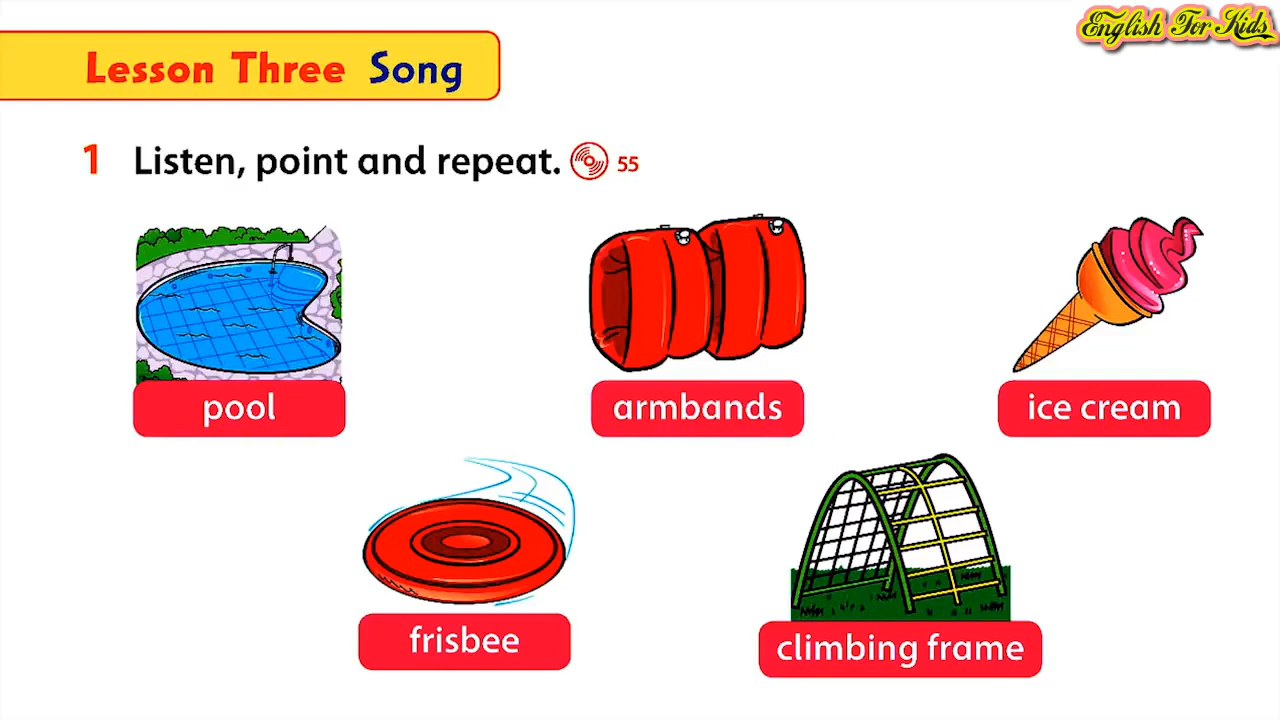 English For Kids
Lesson Three Song
1 Listen, point and repeat. 55
pool
armbands
ice cream
frisbee
climbing frame